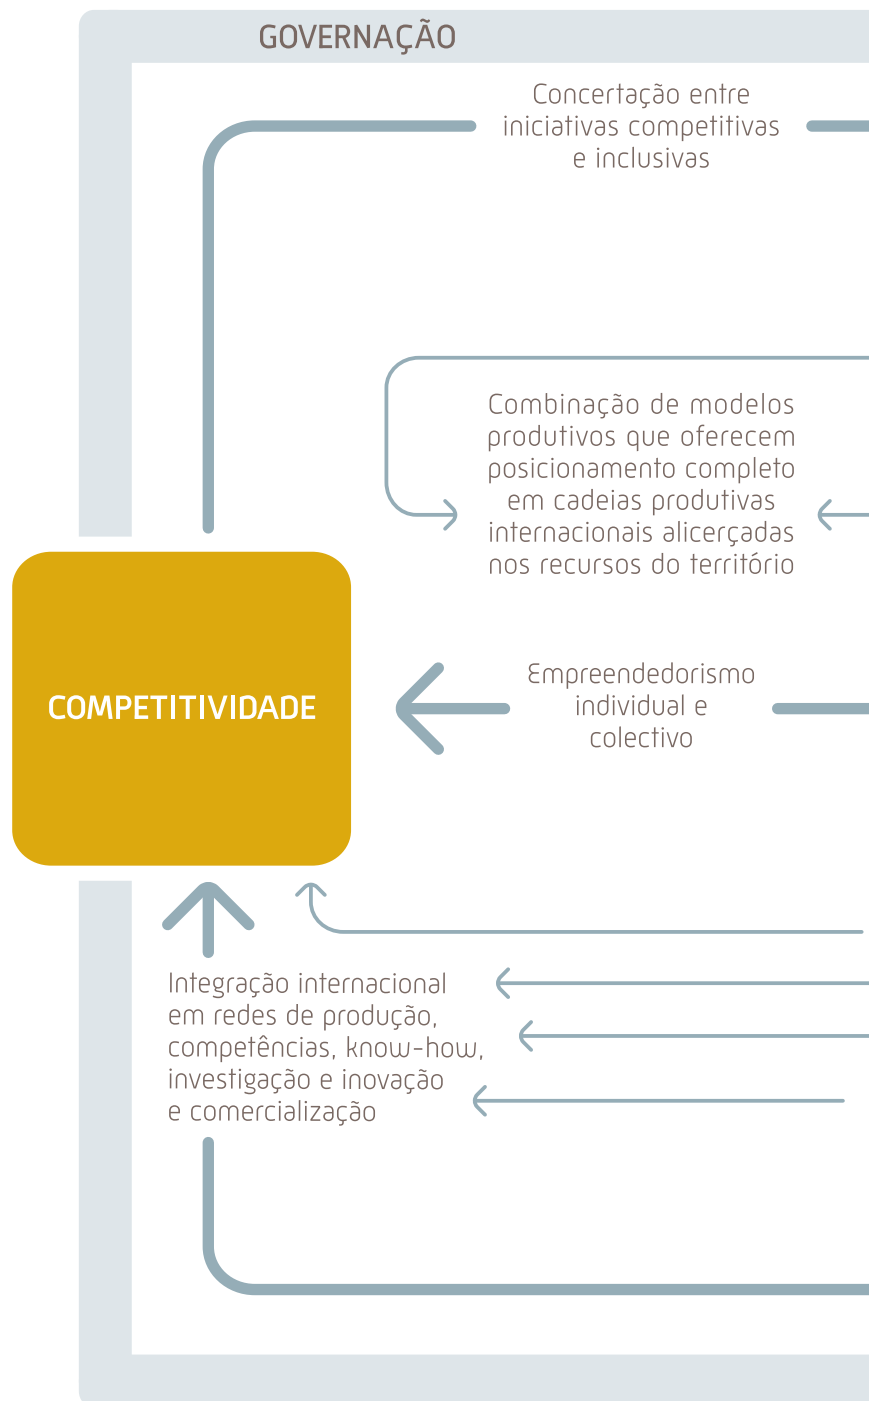 GOVERNAÇÃO
Concertação entre
iniciativas competitivas
e inclusivas
Combinação de modelos
produtivos que oferecem
posicionamento completo
em cadeias produtivas
internacionais alicerçadas
nos recursos do território
Empreendedorismo
individual e
colectivo
COMPETITIVIDADE
Integração internacional
em redes de produção,
competências, know-how,
investigação e inovação
e comercialização